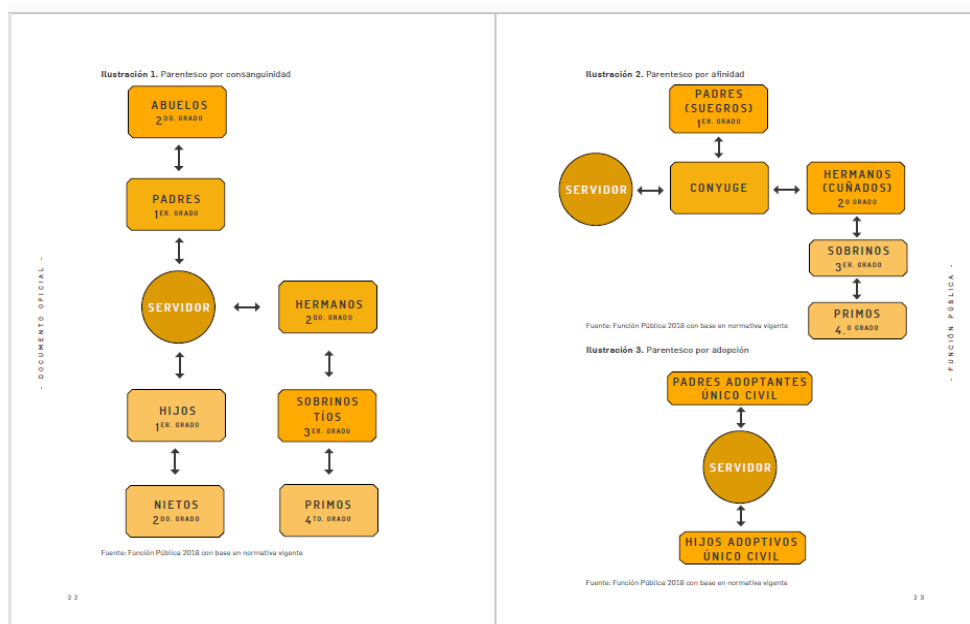 Ilustración 1. Parentesco por consanguinidad
ABUELOS
2DO. GRADO
PADRES
1ER. GRADO
SERVIDOR
HERMANOS
2DO. GRADO
HIJOS
1ER. GRADO
SOBRINOS
TÍOS
3ER. GRADO
NIETOS
2DO. GRADO
PRIMOS
4TO. GRADO
Fuente: Función Pública 2018 con base en normativa vigente
- DOCUMENTO OFICIAL -
22
Ilustración 2. Parentesco por afinidad
PADRES
(SUEGROS)
1ER. GRADO
SERVIDOR
CONYUGE
HERMANOS
(CUÑADOS)
2O GRADO
SOBRINOS
3ER. GRADO
PRIMOS
4.O GRADO
Fuente: Función Pública 2018 con base en normativa vigente
Ilustración 3. Parentesco por adopción
PADRES ADOPTANTES
ÚNICO CIVIL
SERVIDOR
HIJOS ADOPTIVOS
ÚNICO CIVIL
Fuente: Función Pública 2018 con base en normativa vigente
- FUNCIÓN PÚBLICA -
23